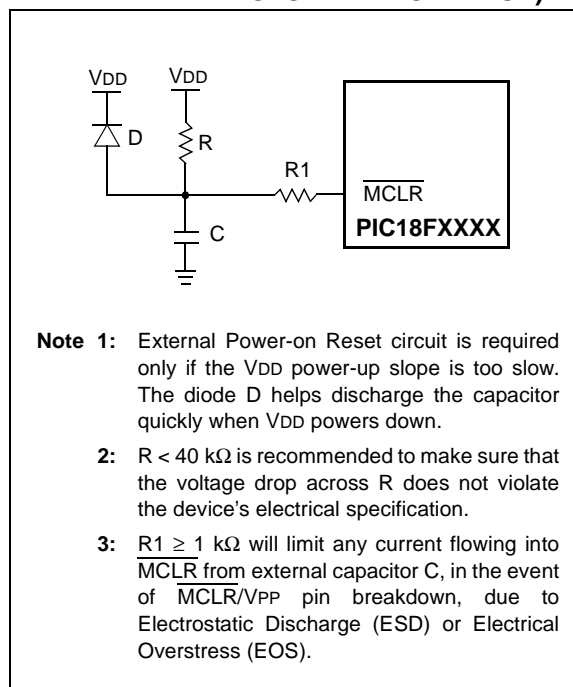 VDD VDD
D
R
R1
C
MCLR
PIC18FXXXX
Note 1: External Power-on Reset circuit is required
only if the VDD power-up slope is too slow.
The diode D helps discharge the capacitor
quickly when VDD powers down.
2: R < 40 kΩ is recommended to make sure that
the voltage drop across R does not violate
the device's electrical specification.
3: R1 ≥ 1 kΩ will limit any current flowing into
MCLR from external capacitor C, in the event
of MCLR/VPP pin breakdown, due to
Electrostatic Discharge (ESD) or Electrical
Overstress (EOS).